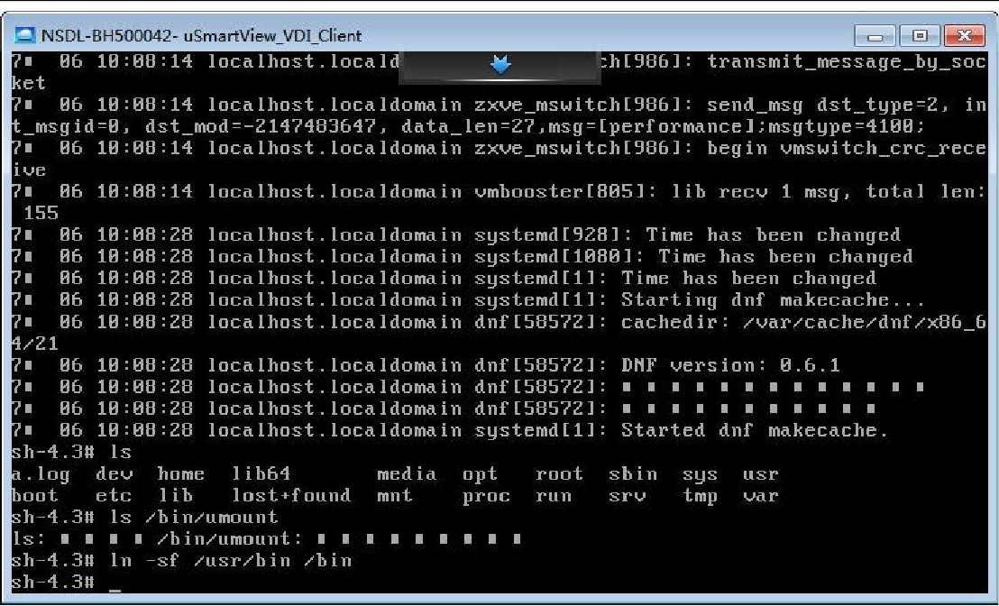 NSDL-BH500042- uSmartView_VDI_Client
7 06 10:08:14 localhost.locald ch[986]: transmit_message_by_soc
ket
7 06 10:08:14 localhost.localdomain zxve_mswitch[986]: send_msg dst_type=2, in
t_msgid=0, dst_mod=-2147483647, data_len=27,msg=[performance];msgtype=4100;
7 06 10:08:14 localhost.localdomain zxve_mswitch[986]: begin vmswitch_crc_rece
ive
7 06 10:08:14 localhost.localdomain vmbooster[805]: lib recv 1 msg, total len:
155
7 06 10:08:28 localhost.localdomain systemd[928]: Time has been changed
7 06 10:08:28 localhost.localdomain systemd[1080]: Time has been changed
7 06 10:08:28 localhost.localdomain systemd[1]: Time has been changed
7 06 10:08:28 localhost.localdomain systemd[1]: Starting dnf makecache...
7 06 10:08:28 localhost.localdomain dnf[58572]: cachedir: /var/cache/dnf/x86_6
4/21
7 06 10:08:28 localhost.localdomain dnf[58572]: DNF version: 0.6.1
7 06 10:08:28 localhost.localdomain dnf[58572]:
7 06 10:08:28 localhost.localdomain dnf[58572]:
7 06 10:08:28 localhost.localdomain systemd[1]: Started dnf makecache.
sh-4.3# ls
a.log dev home lib64 media opt root sbin sys usr
boot etc lib lost+found mnt proc run srv tmp var
sh-4.3# ls /bin/umount
ls: /bin/umount:
sh-4.3# ln -sf /usr/bin /bin
sh-4.3# _